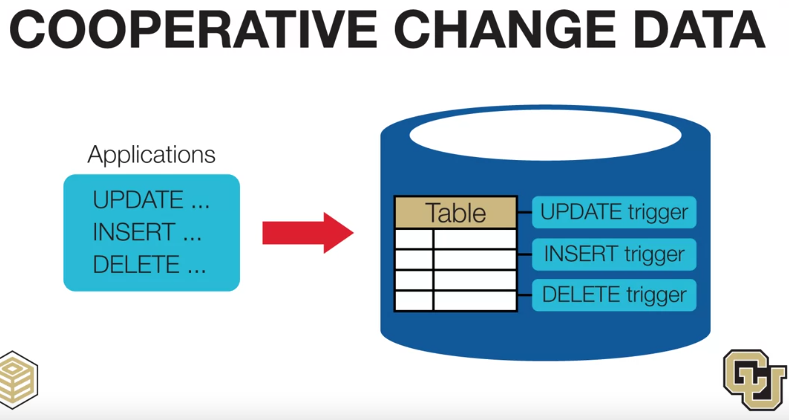 COOPERATIVE CHANGE DATA
Applications
UPDATE ...
INSERT ...
DELETE ...
Table
UPDATE trigger
INSERT trigger
DELETE trigger
CU